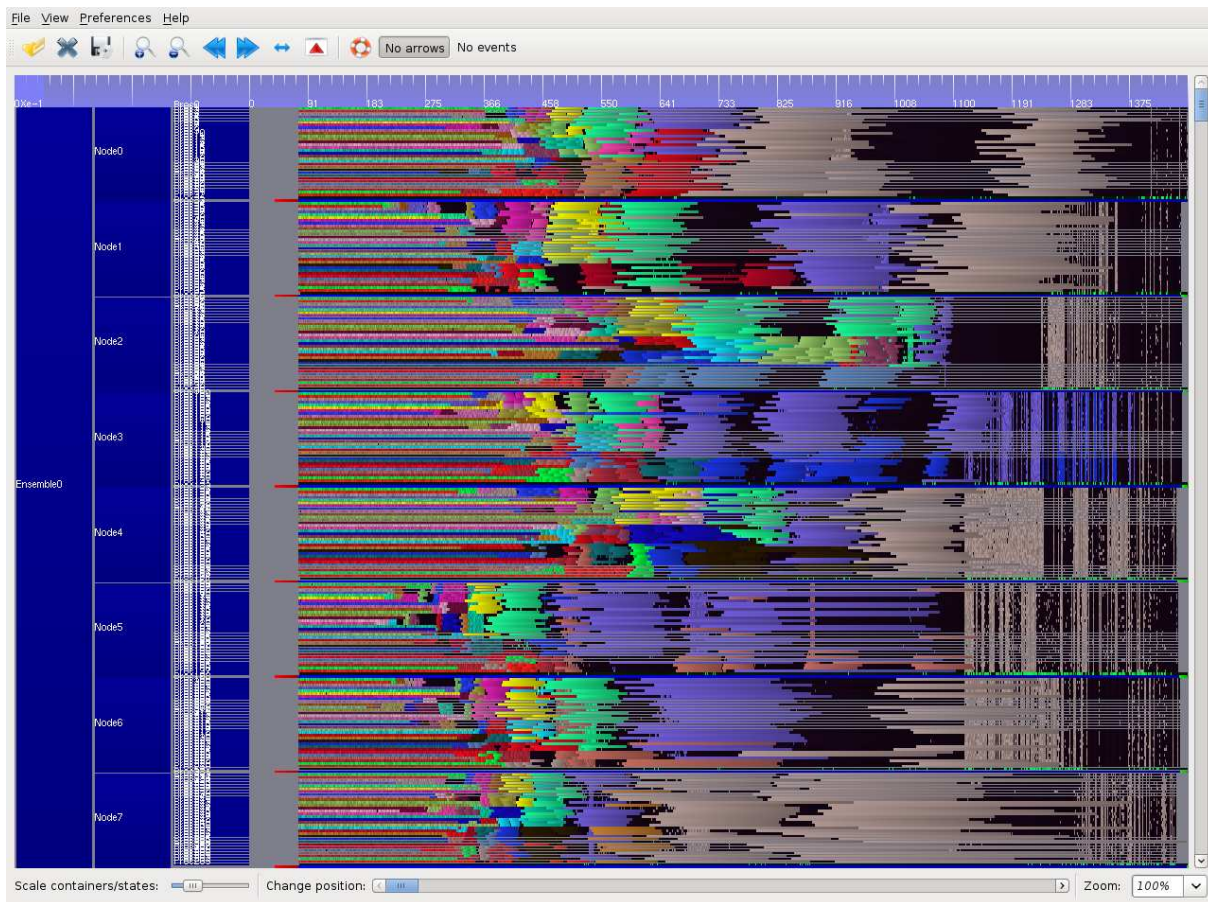 File View Preferences Help
No arrows No events
0Xe-1 0 91 183 275 366 458 550 641 733 825 916 1008 1100 1191 1283 1375
Node0
Node1
Node2
Node3
Ensemble0
Node4
Node5
Node6
Node7
Scale containers/states: Change position: Zoom: 100%